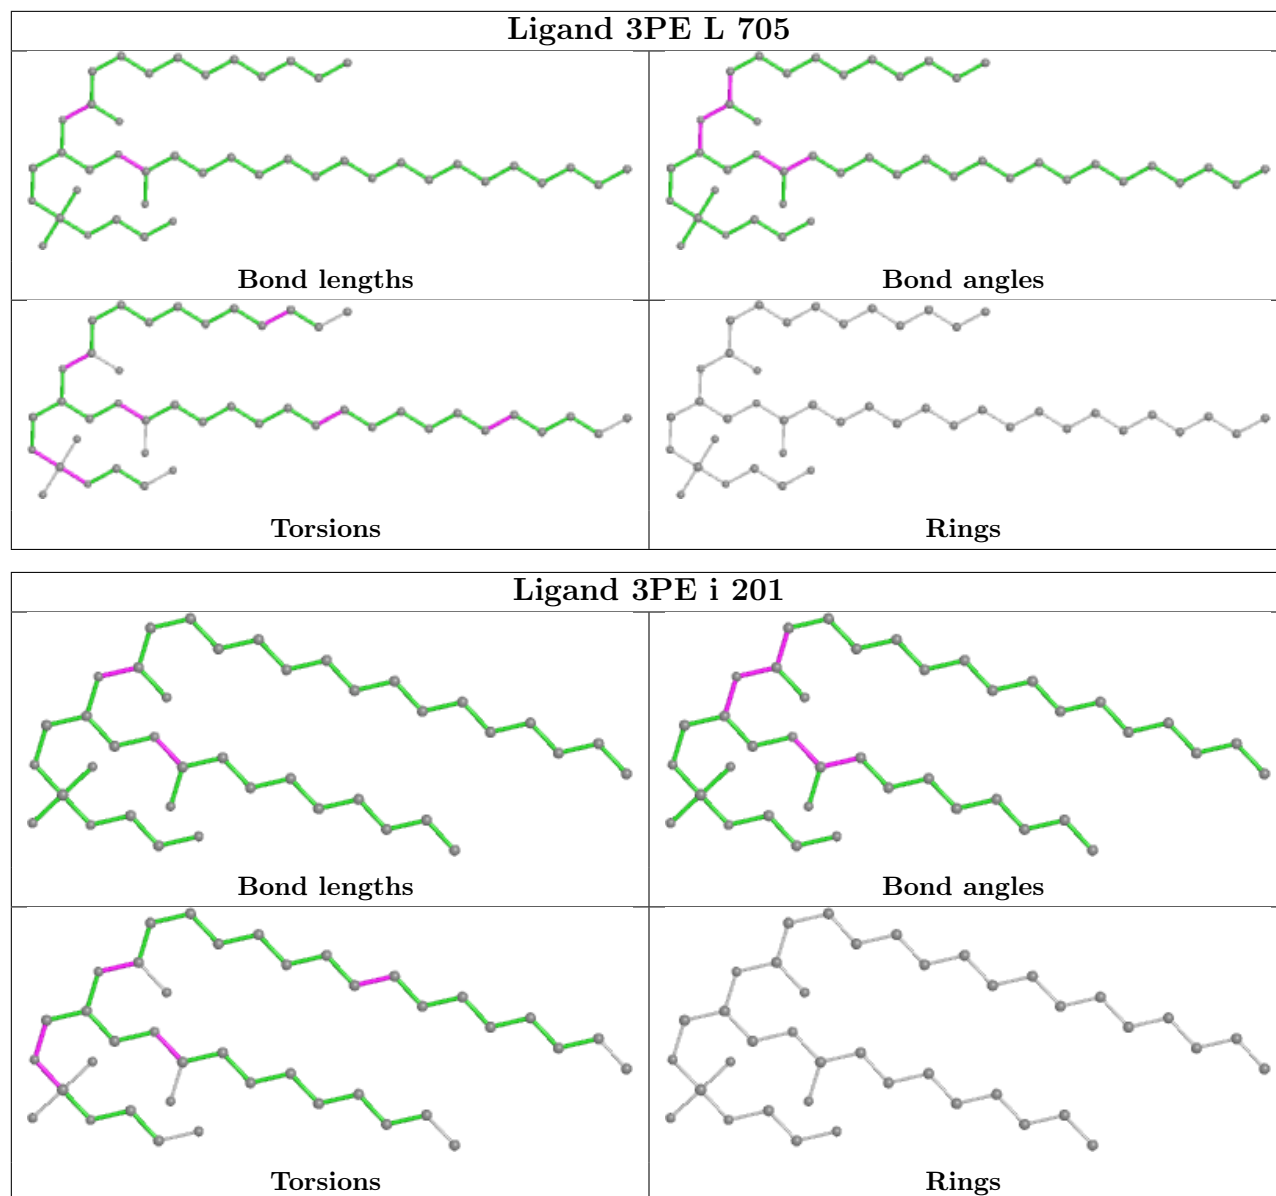 Ligand 3PE L 705
Bond lengths
Bond angles
Torsions
Rings
Ligand 3PE i 201
Bond lengths
Bond angles
Torsions
Rings